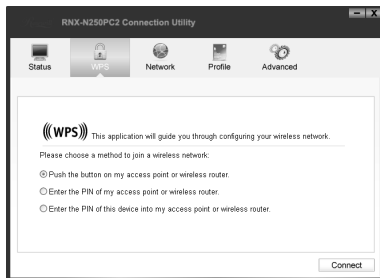 RNX-N250PC2 Connection Utility
Status WPS Network Profile Advanced
WPS This application will guide you through configuring your wireless network.
Please choose a method to join a wireless network:
Push the button on my access point or wireless router.
Enter the PIN of my access point or wireless router.
Enter the PIN of this device into my access point or wireless router.
Connect